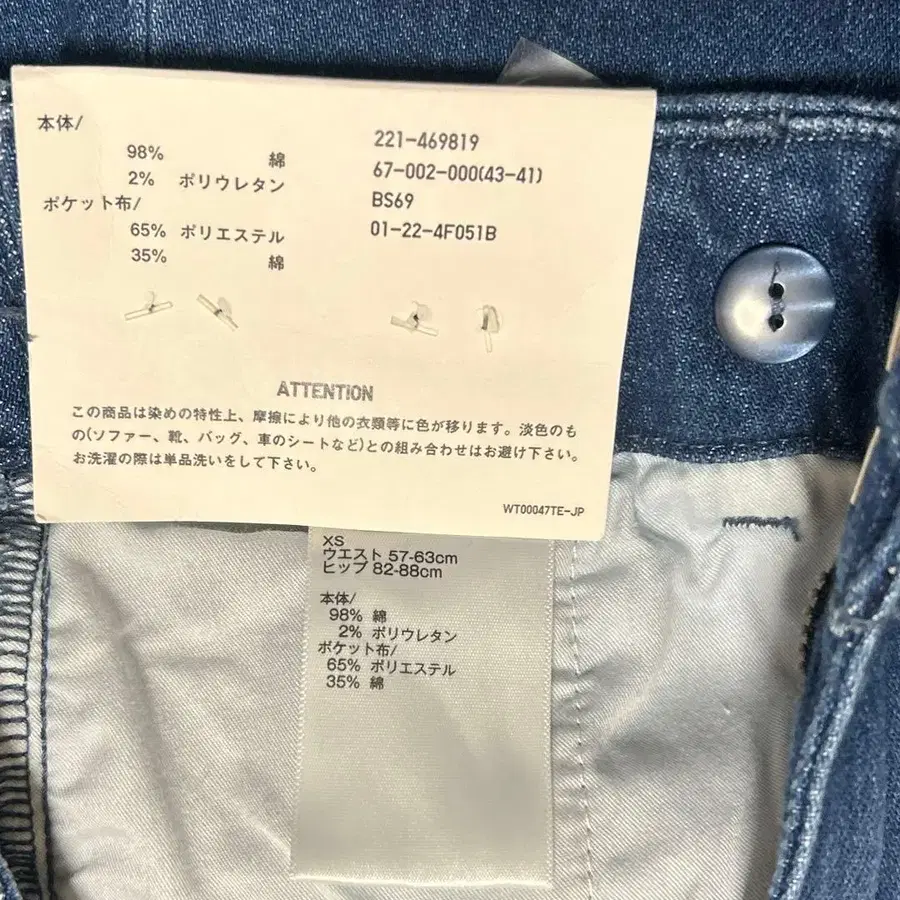 本体/
98% 綿
2% ポリウレタン
ポケット布/
65% ポリエステル
35% 綿
221-469819
67-002-000(43-41)
BS69
01-22-4F051B
ATTENTION
この商品は染めの特性上、摩擦により他の衣類等に色が移ります。淡色のも
の(ソファー、靴、バッグ、車のシートなど)との組み合わせはお避け下さい。
お洗濯の際は単品洗いをして下さい。
WT00047TE-JP
XS
ウエスト 57-63cm
ヒップ 82-88cm
本体/
98% 綿
2% ポリウレタン
ポケット布/
65% ポリエステル
35% 綿